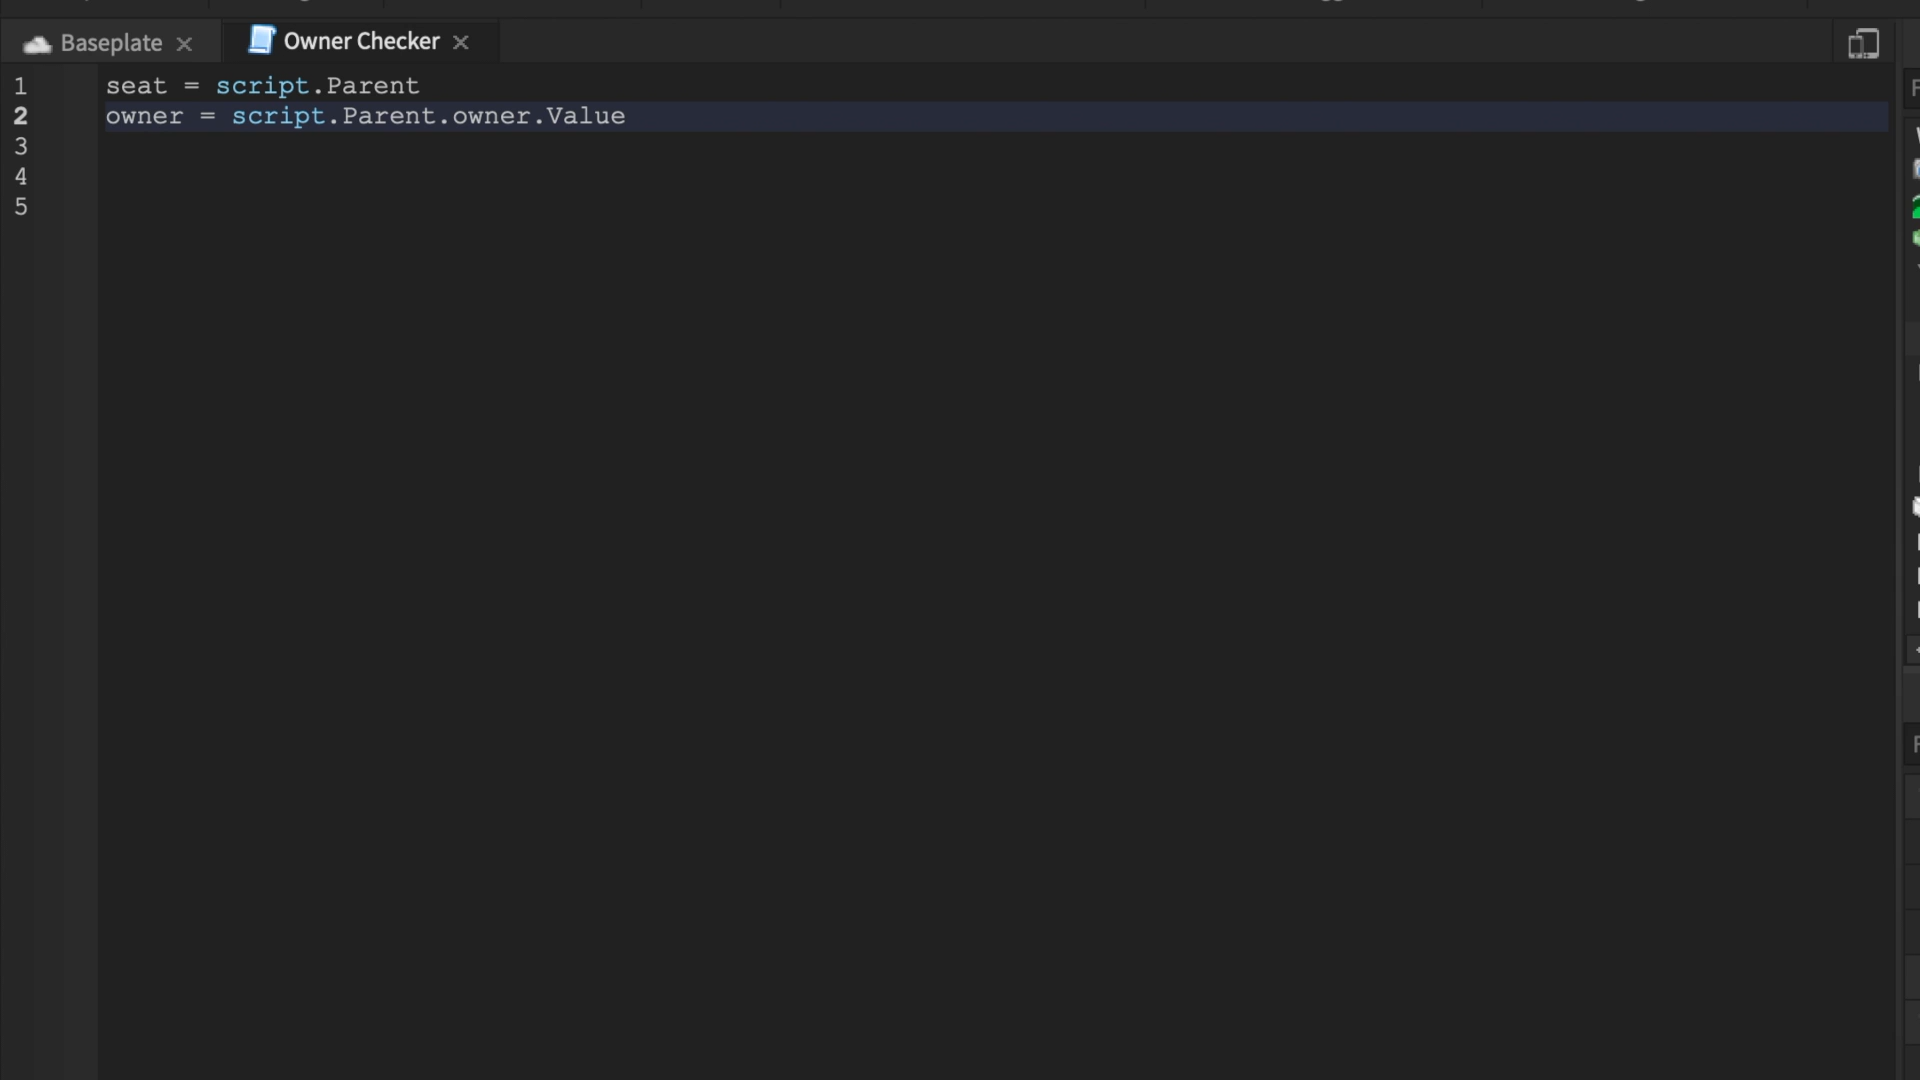 Baseplate
Owner Checker
1 seat = script.Parent
2 owner = script.Parent.owner.Value
3
4
5